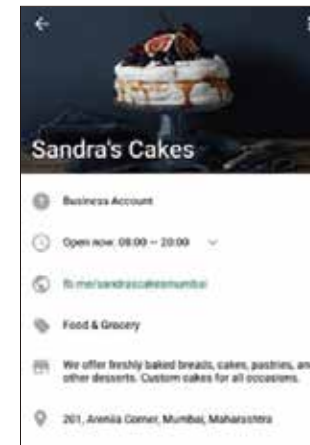 Sandra's Cakes
Business Account
Open now: 08:00 – 20:00
fb.me/sandrascakesmumbai
Food & Grocery
We offer freshly baked breads, cakes, pastries, and
other desserts. Custom cakes for all occasions.
201, Corner, Mumbai, Maharashtra